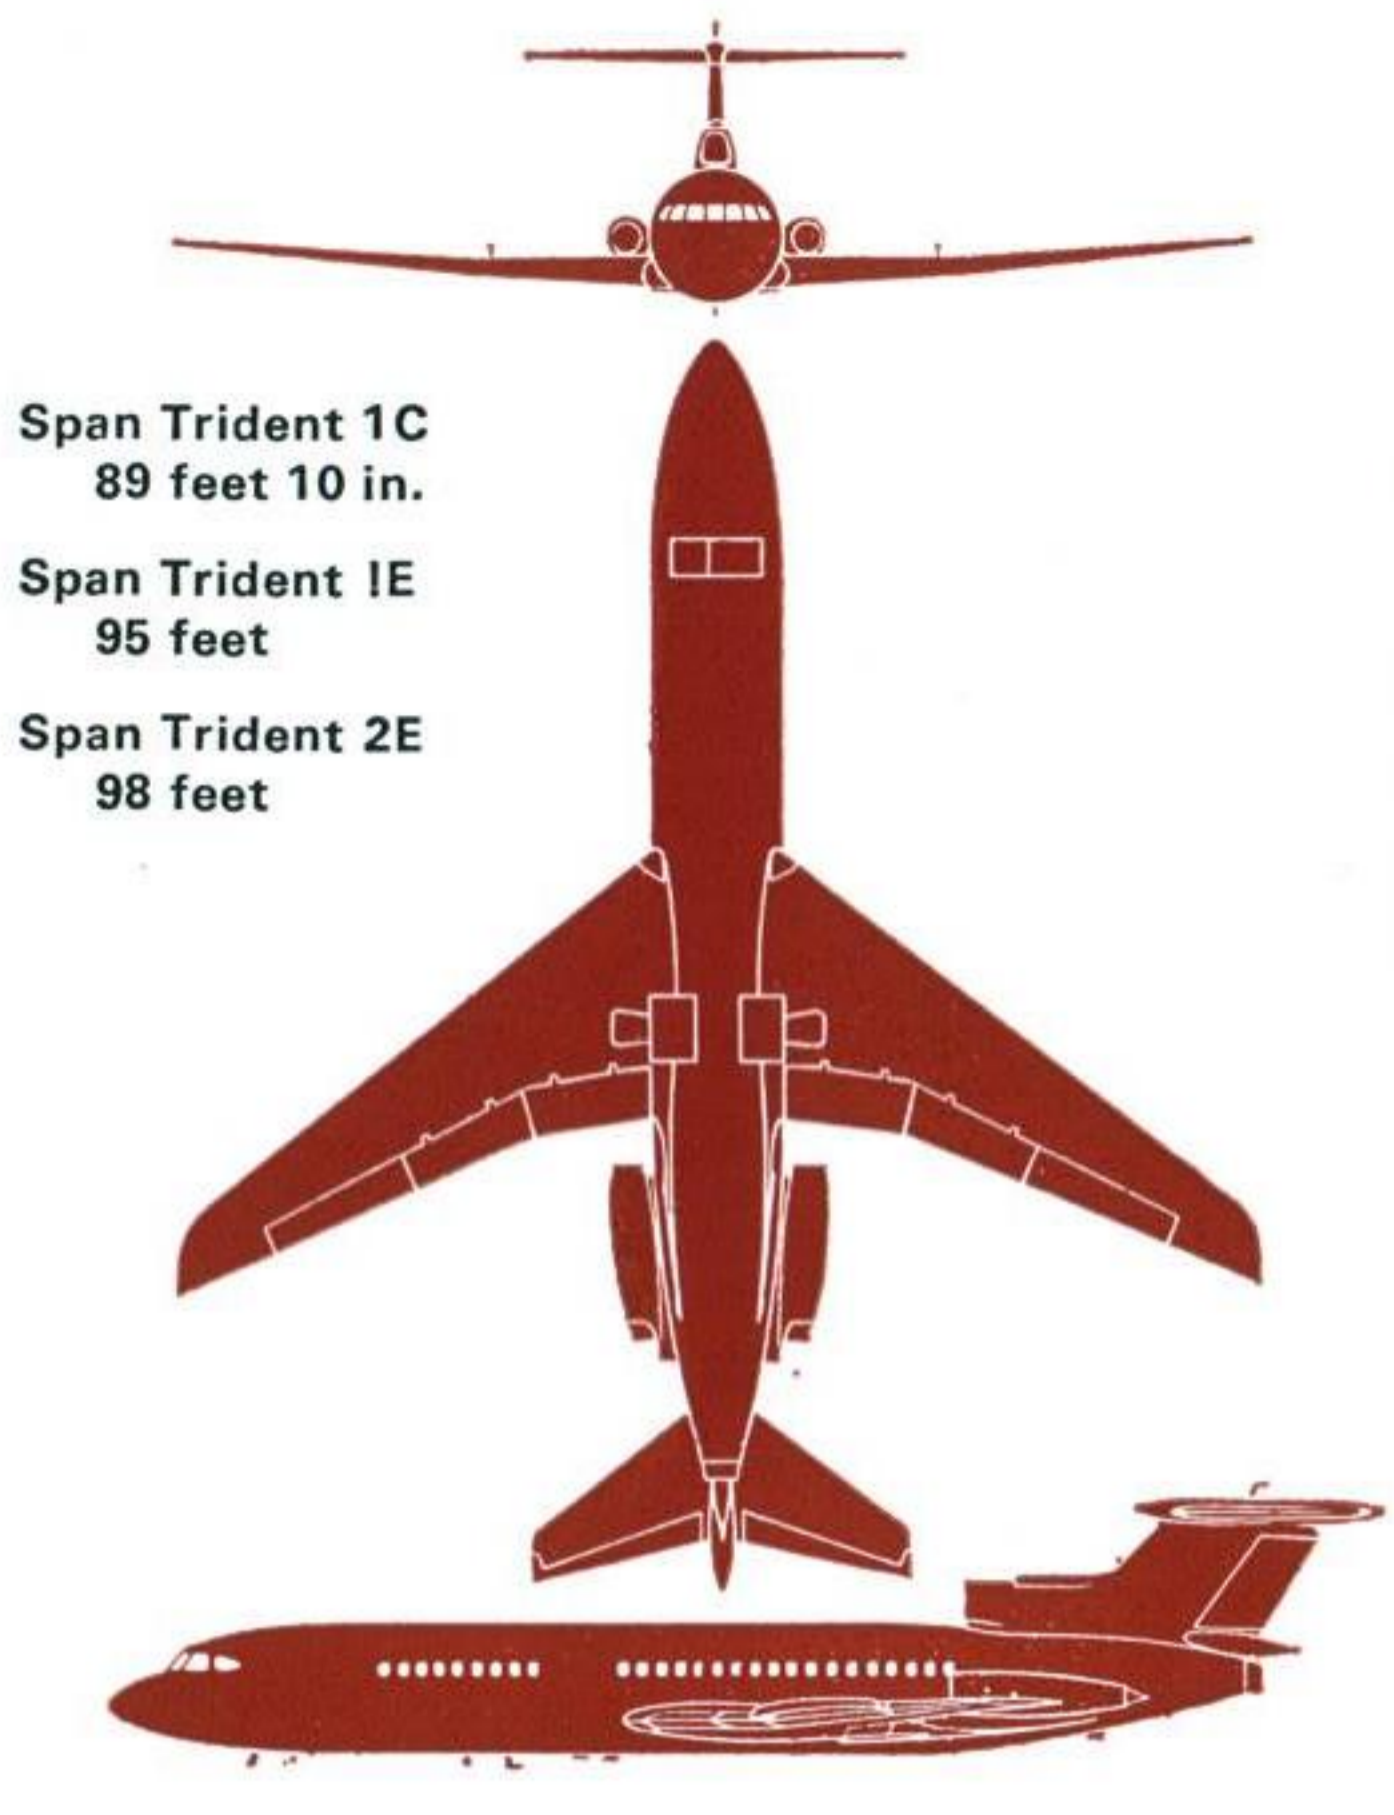 Span Trident 1C
89 feet 10 in.
Span Trident !E
95 feet
Span Trident 2E
98 feet